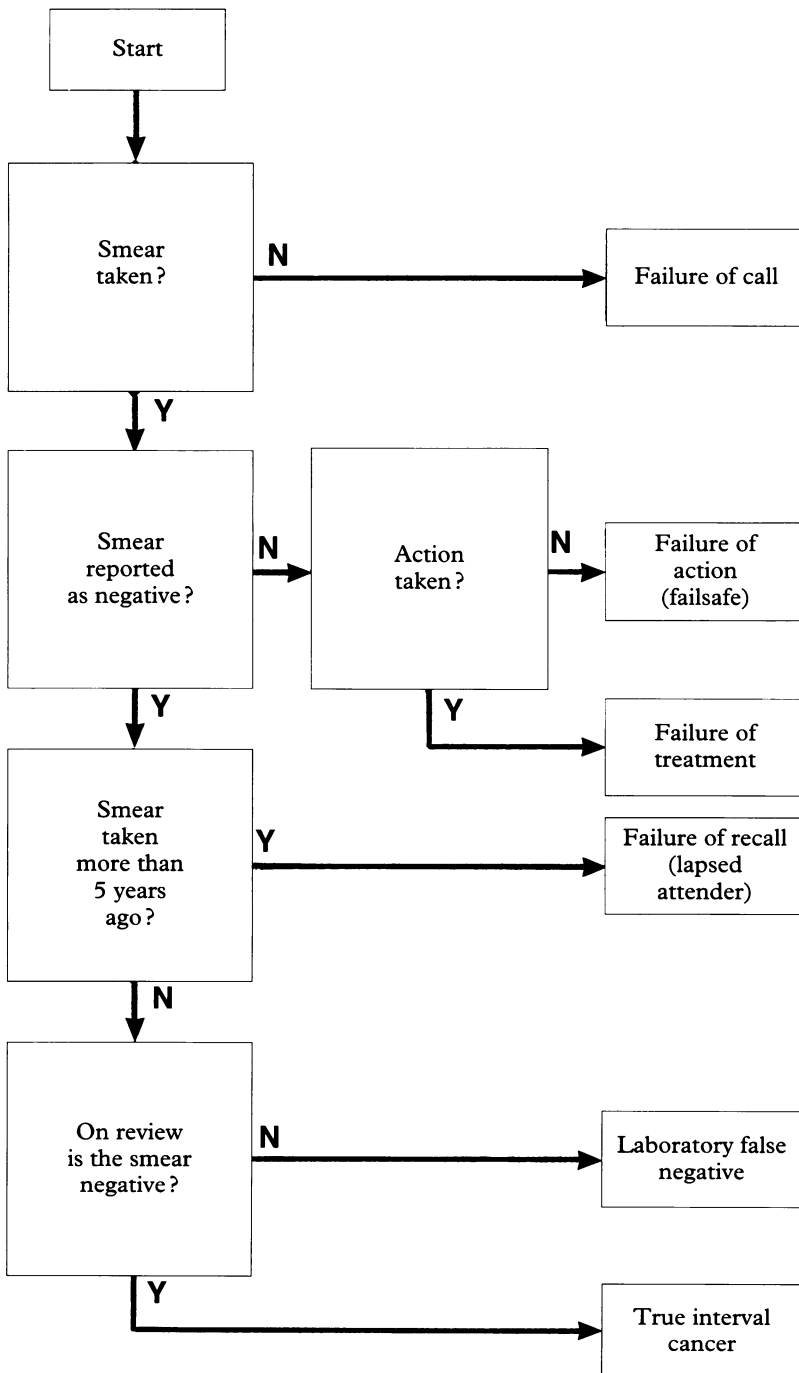 Start
Smear
taken?
N
Failure of call
Y
Smear
reported
as negative?
N
Action
taken?
N
Failure of
action
(failsafe)
Y
Y
Failure of
treatment
Smear
taken
more than
5 years
ago?
Y
Failure of recall
(lapsed
attender)
N
On review
is the smear
negative?
N
Laboratory false
negative
Y
True interval
cancer